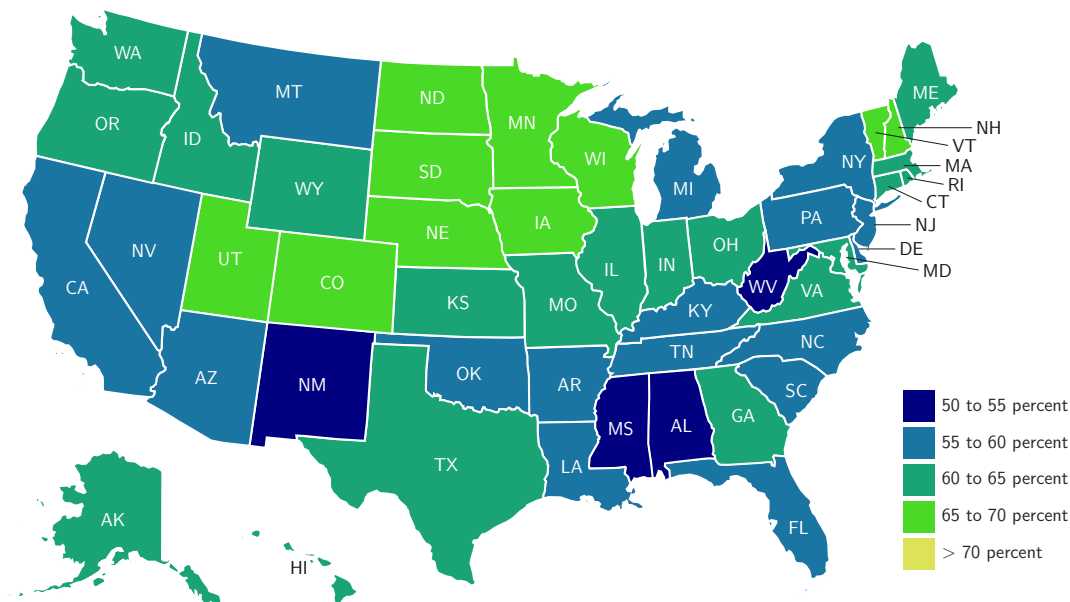 WA
MT
ND
MN
ME
OR
ID
SD
WI
NH
VT
WY
MI
NY
MA
RI
CT
NE
IA
PA
NJ
NV
UT
CO
IL
IN
OH
DE
MD
CA
KS
MO
WV
VA
KY
AZ
NM
OK
AR
TN
NC
SC
MS
AL
GA
TX
LA
FL
AK
HI
50 to 55 percent
55 to 60 percent
60 to 65 percent
65 to 70 percent
> 70 percent